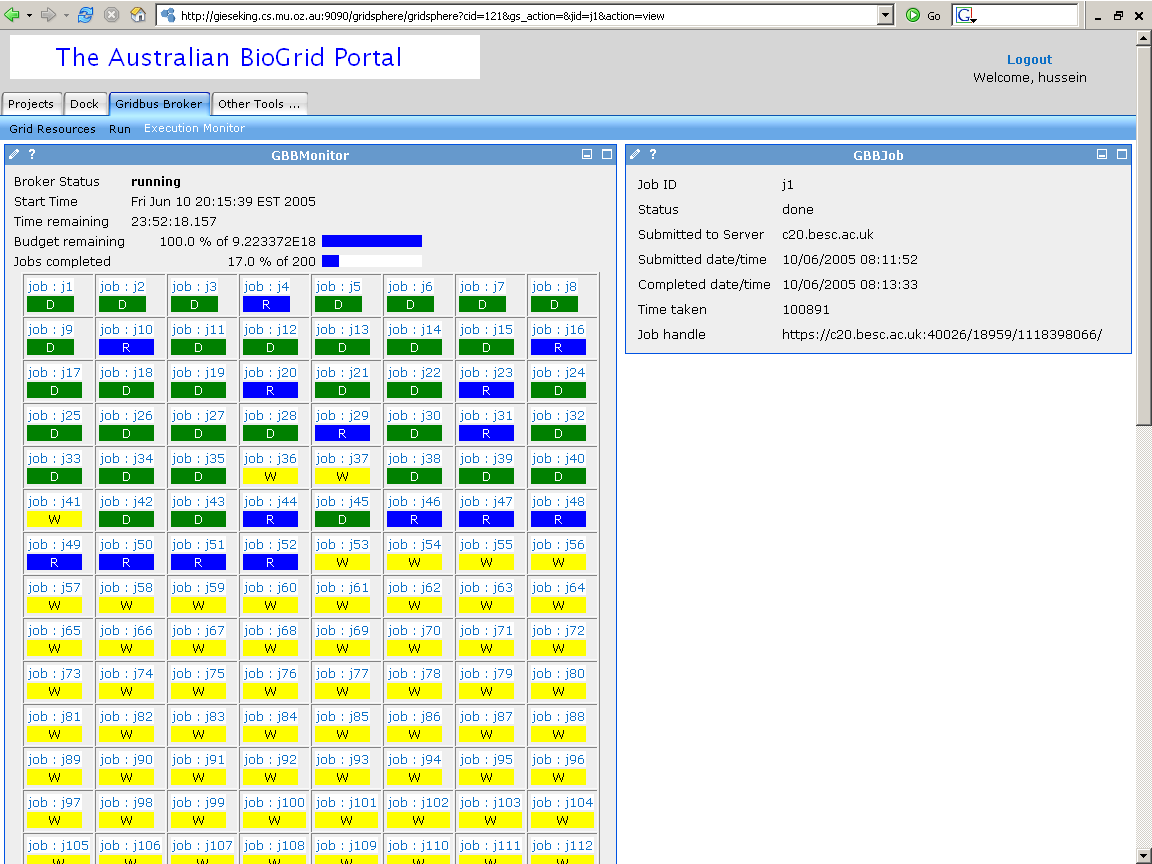 http://gieseking.cs.mu.oz.au:9090/gridsphere/gridsphere?cid=121&gs_action=&jid=j1&action=view Go G
The Australian BioGrid Portal
Logout
Welcome, hussein
Projects Dock Gridbus Broker Other Tools ...
Grid Resources Run Execution Monitor
? GBBMonitor
Broker Status running
Start Time Fri Jun 10 20:15:39 EST 2005
Time remaining 23:52:18.157
Budget remaining 100.0 % of 9.223372E18
Jobs completed 17.0 % of 200
job : j1 job : j2 job : j3 job : j4 job : j5 job : j6 job : j7 job : j8
D D D R D D D D
job : j9 job : j10 job : j11 job : j12 job : j13 job : j14 job : j15 job : j16
D R D D D D D R
job : j17 job : j18 job : j19 job : j20 job : j21 job : j22 job : j23 job : j24
D D D R D D R D
job : j25 job : j26 job : j27 job : j28 job : j29 job : j30 job : j31 job : j32
D D D D R D R D
job : j33 job : j34 job : j35 job : j36 job : j37 job : j38 job : j39 job : j40
D D D W W D D D
job : j41 job : j42 job : j43 job : j44 job : j45 job : j46 job : j47 job : j48
W D D R D R R R
job : j49 job : j50 job : j51 job : j52 job : j53 job : j54 job : j55 job : j56
R R R R W W W W
job : j57 job : j58 job : j59 job : j60 job : j61 job : j62 job : j63 job : j64
W W W W W W W W
job : j65 job : j66 job : j67 job : j68 job : j69 job : j70 job : j71 job : j72
W W W W W W W W
job : j73 job : j74 job : j75 job : j76 job : j77 job : j78 job : j79 job : j80
W W W W W W W W
job : j81 job : j82 job : j83 job : j84 job : j85 job : j86 job : j87 job : j88
W W W W W W W W
job : j89 job : j90 job : j91 job : j92 job : j93 job : j94 job : j95 job : j96
W W W W W W W W
job : j97 job : j98 job : j99 job : j100 job : j101 job : j102 job : j103 job : j104
W W W W W W W W
job : j105 job : j106 job : j107 job : j108 job : j109 job : j110 job : j111 job : j112
W W W W W W W W
? GBBJob
Job ID j1
Status done
Submitted to Server c20.besc.ac.uk
Submitted date/time 10/06/2005 08:11:52
Completed date/time 10/06/2005 08:13:33
Time taken 100891
Job handle https://c20.besc.ac.uk:40026/18959/1118398066/